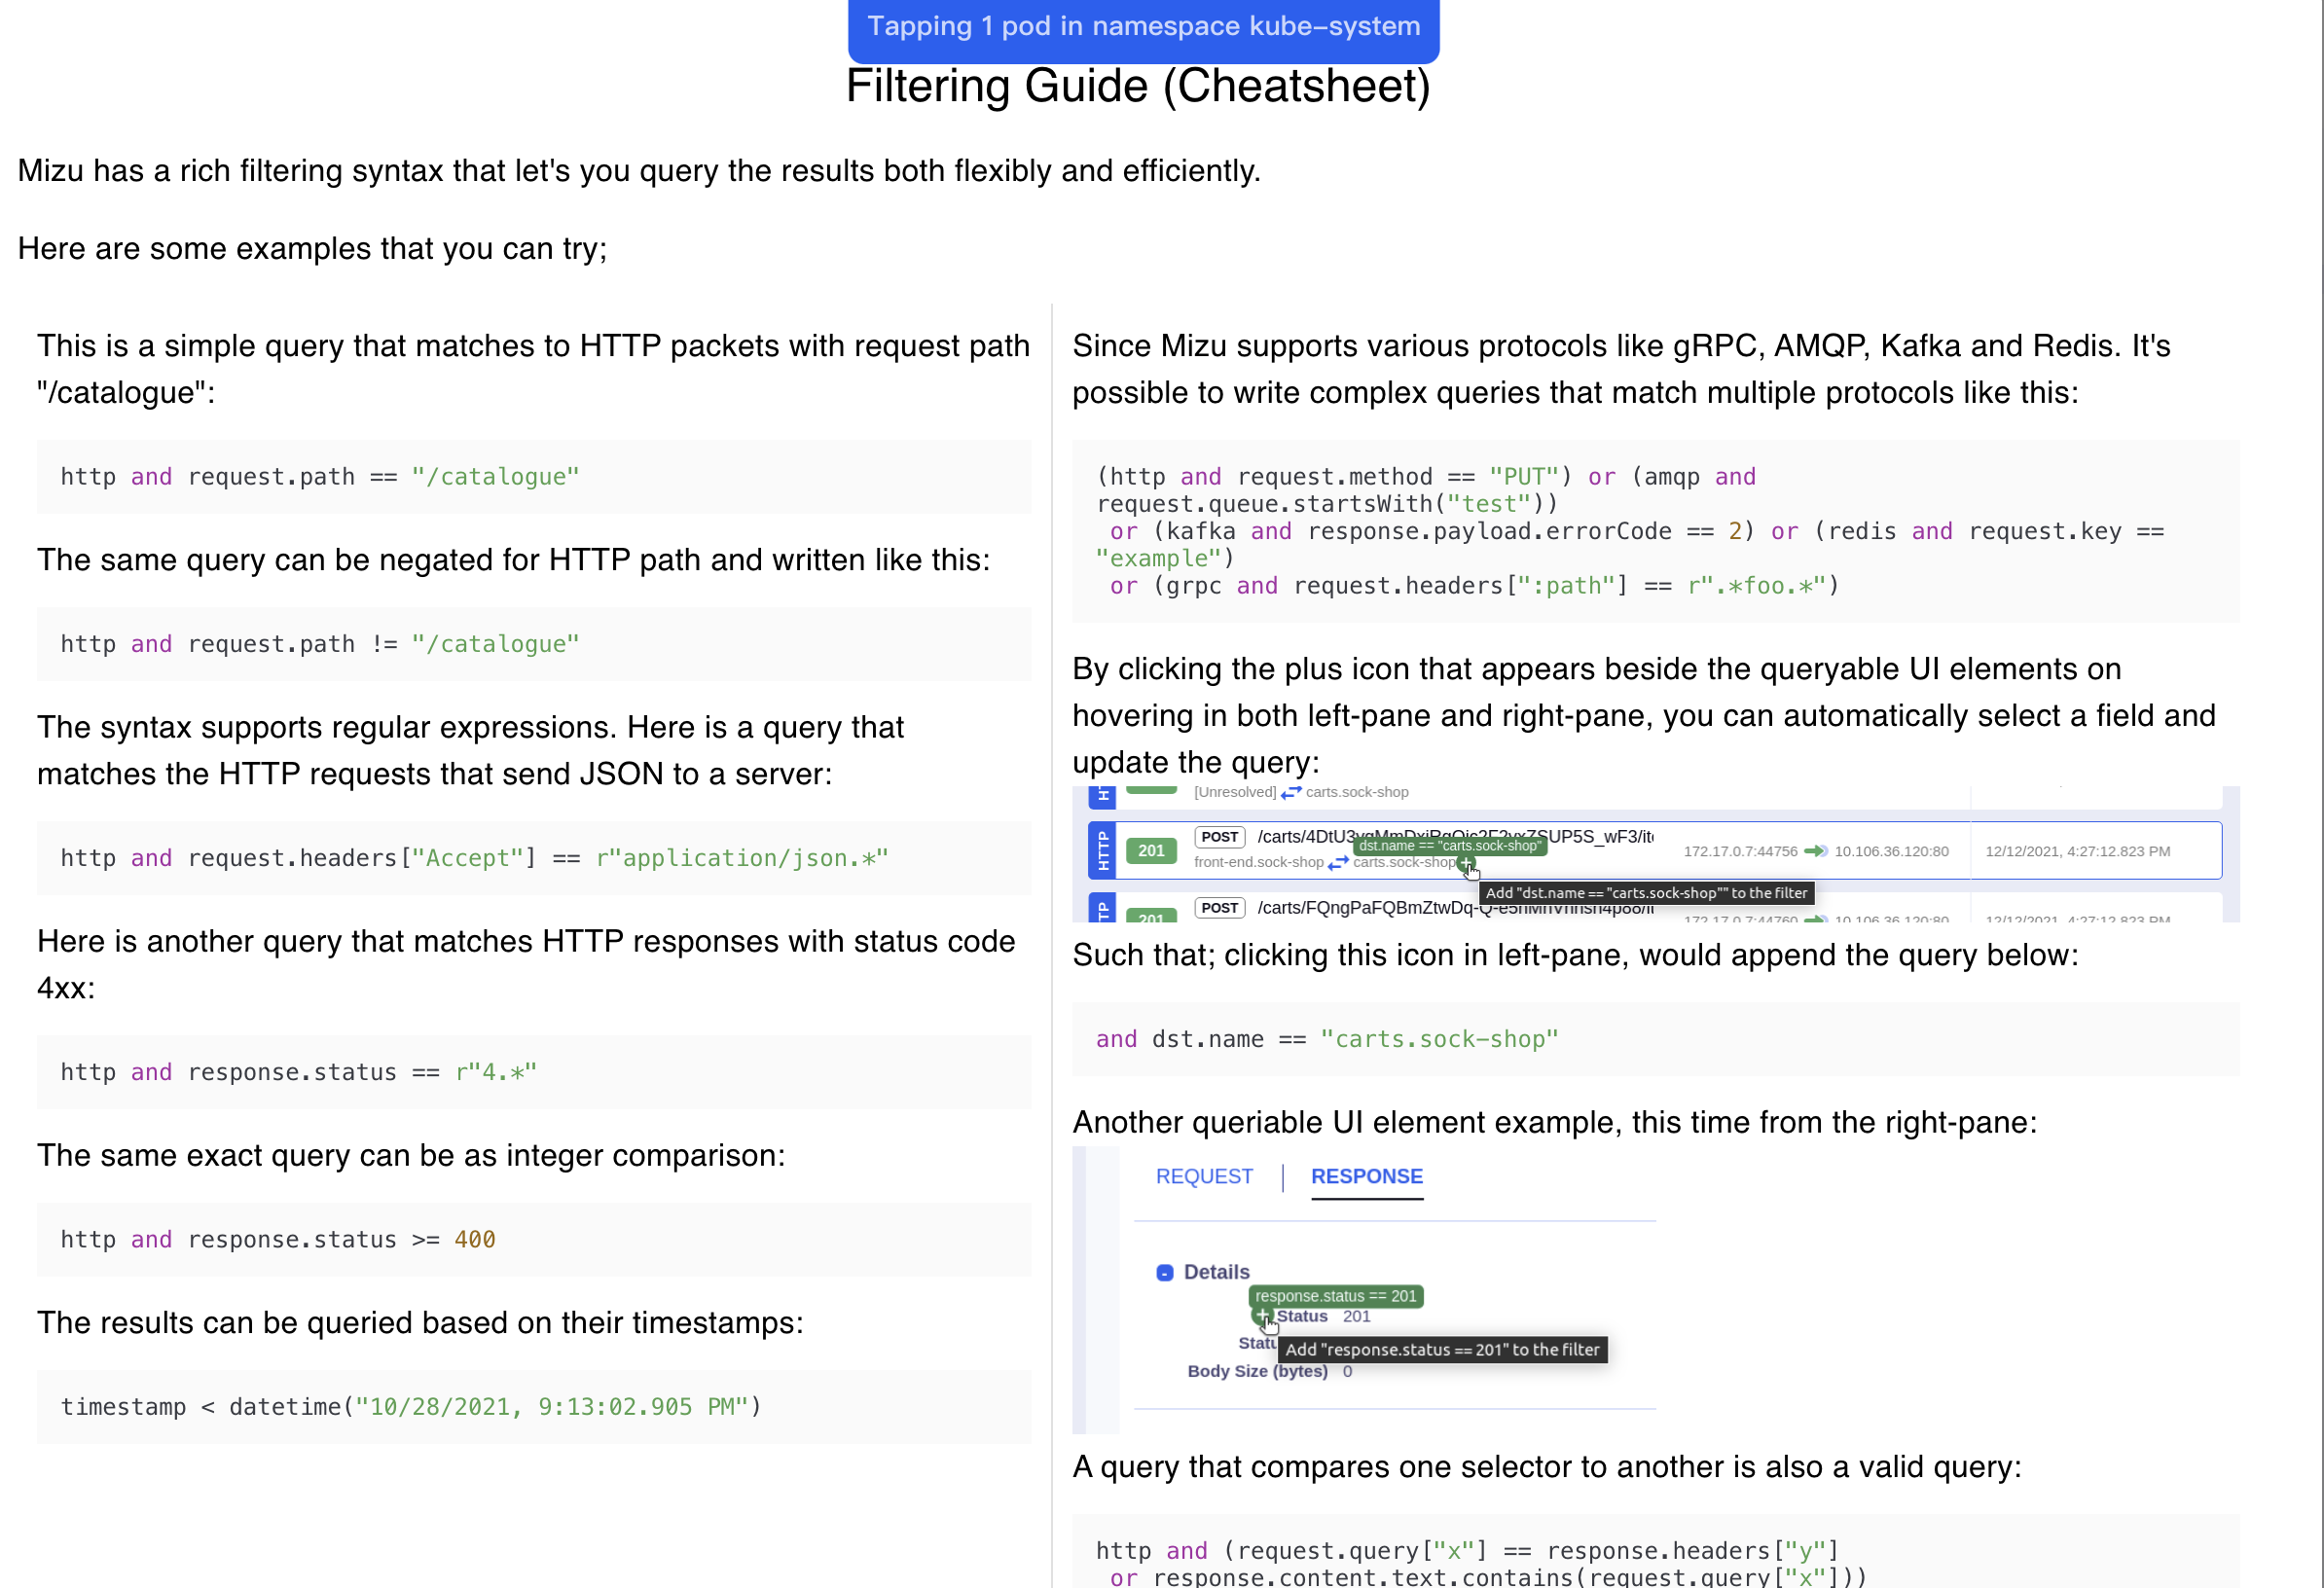 Tapping 1 pod in namespace kube-system
Filtering Guide (Cheatsheet)
Mizu has a rich filtering syntax that let's you query the results both flexibly and efficiently.
Here are some examples that you can try;
This is a simple query that matches to HTTP packets with request path
"/catalogue":
http and request.path == "/catalogue"
The same query can be negated for HTTP path and written like this:
http and request.path != "/catalogue"
The syntax supports regular expressions. Here is a query that
matches the HTTP requests that send JSON to a server:
http and request.headers["Accept"] == r"application/json.*"
Here is another query that matches HTTP responses with status code
4xx:
http and response.status == r"4.*"
The same exact query can be as integer comparison:
http and response.status >= 400
The results can be queried based on their timestamps:
timestamp < datetime("10/28/2021, 9:13:02.905 PM")
Since Mizu supports various protocols like gRPC, AMQP, Kafka and Redis. It's
possible to write complex queries that match multiple protocols like this:
(http and request.method == "PUT") or (amqp and
request.queue.startsWith("test"))
or (kafka and response.payload.errorCode == 2) or (redis and request.key ==
"example")
or (grpc and request.headers[":path"] == r".*foo.*")
By clicking the plus icon that appears beside the queryable UI elements on
hovering in both left-pane and right-pane, you can automatically select a field and
update the query:
[Unresolved] carts.sock-shop
HTTP 201 POST
dst.name == "carts.sock-shop"
front-end.sock-shop carts.sock-shop 172.17.0.7:44756 10.106.36.120:80 12/12/2021, 4:27:12.823 PM
Add "dst.name == "carts.sock-shop"" to the filter
201 POST 172.17.0.7:44760 10.106.36.120:80 12/12/2021, 4:27:12.823 PM
Such that; clicking this icon in left-pane, would append the query below:
and dst.name == "carts.sock-shop"
Another queriable UI element example, this time from the right-pane:
REQUEST RESPONSE
- Details
response.status == 201
Status 201
Add "response.status == 201" to the filter
Body Size (bytes) 0
A query that compares one selector to another is also a valid query:
http and (request.query["x"] == response.headers["y"]
or response.content.text.contains(request.query["x"]))